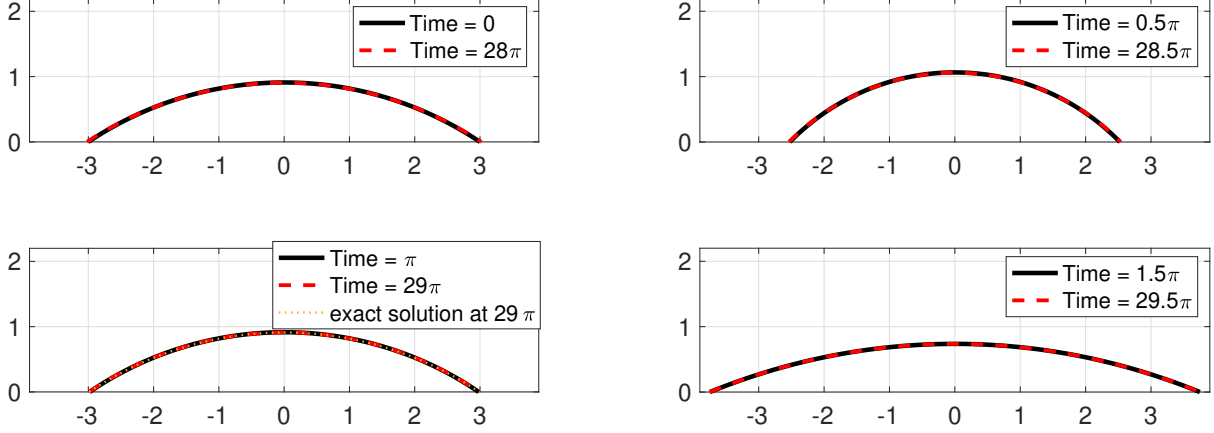 2
1
0
-3 -2 -1 0 1 2 3
Time = 0
Time = 28π
2
1
0
-3 -2 -1 0 1 2 3
Time = 0.5π
Time = 28.5π
2
1
0
-3 -2 -1 0 1 2 3
Time = π
Time = 29π
exact solution at 29 π
2
1
0
-3 -2 -1 0 1 2 3
Time = 1.5π
Time = 29.5π